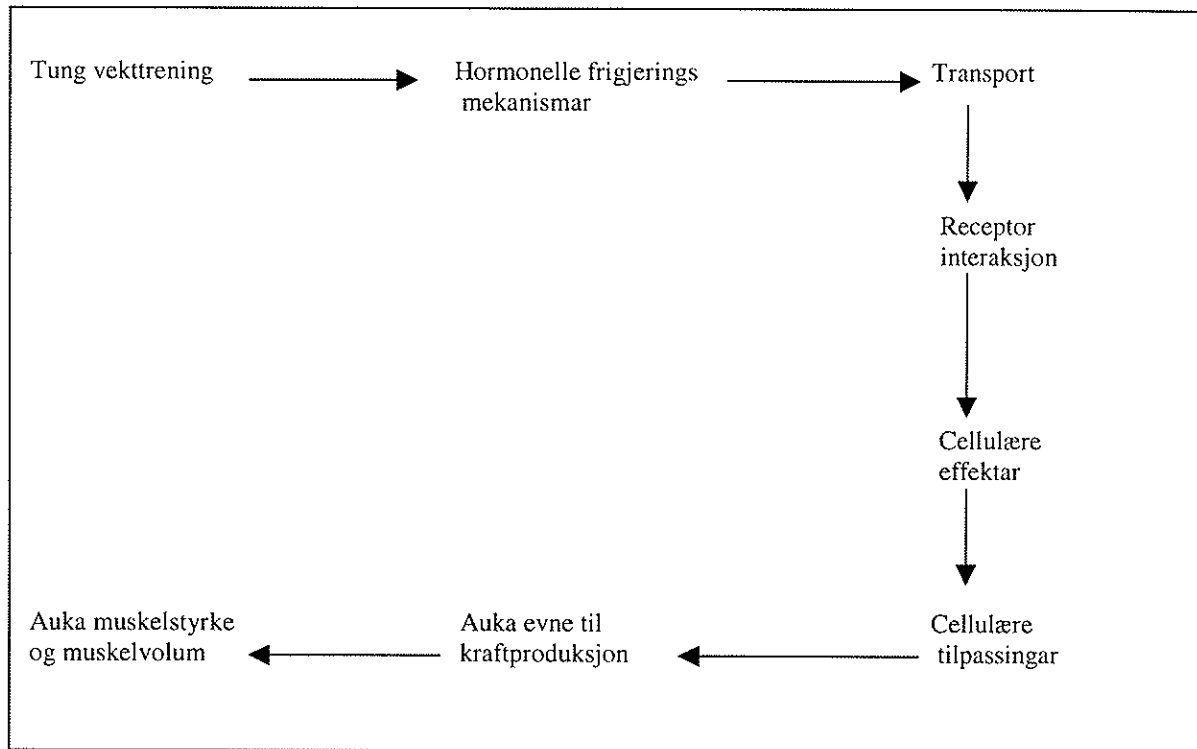 Tung vekttrening
Hormonelle frigjerings
mekanismar
Transport
Receptor
interaksjon
Cellulære
effektar
Cellulære
tilpassingar
Auka evne til
kraftproduksjon
Auka muskelstyrke
og muskelvolum